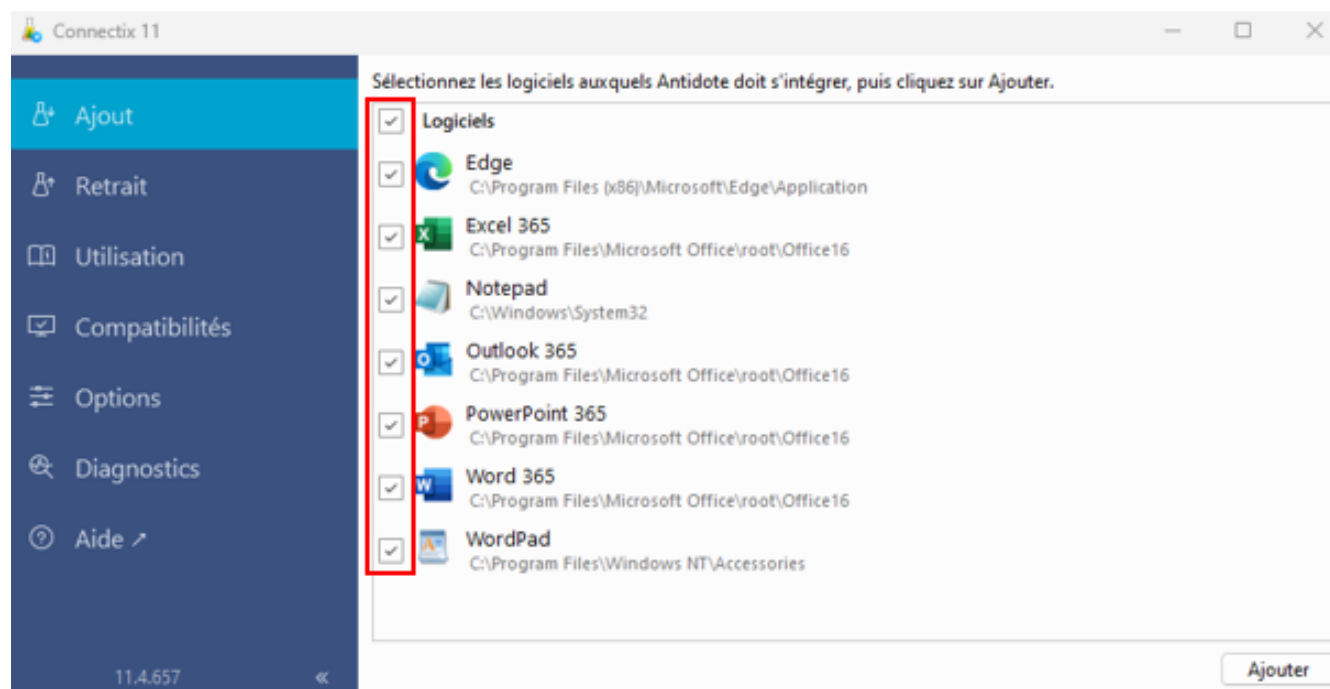 Connectix 11
Sélectionnez les logiciels auxquels Antidote doit s'intégrer, puis cliquez sur Ajouter.
Ajout
Retrait
Utilisation
Compatibilités
Options
Diagnostics
Aide ↗
11.4.657 «
Logiciels
Edge
C:\Program Files (x86)\Microsoft\Edge\Application
Excel 365
C:\Program Files\Microsoft Office\root\Office16
Notepad
C:\Windows\System32
Outlook 365
C:\Program Files\Microsoft Office\root\Office16
PowerPoint 365
C:\Program Files\Microsoft Office\root\Office16
Word 365
C:\Program Files\Microsoft Office\root\Office16
WordPad
C:\Program Files\Windows NT\Accessories
Ajouter